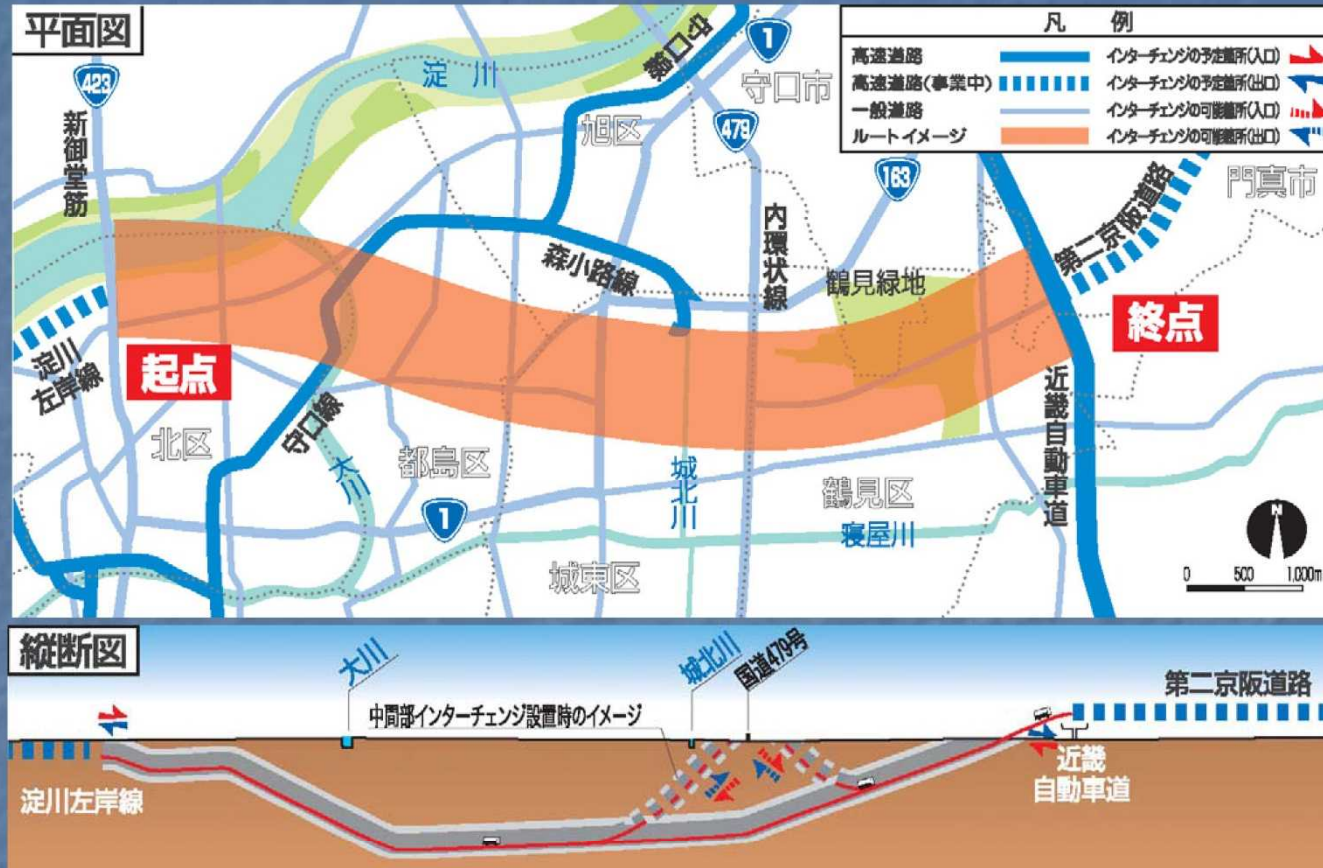 平面図
凡 例
高速道路
インターチェンジの予定箇所(入口)
高速道路(事業中)
インターチェンジの予定箇所(出口)
一般道路
インターチェンジの可能箇所(入口)
ルートイメージ
インターチェンジの可能箇所(出口)
423
新御堂筋
淀川
守口線
1
守口市
旭区
479
163
門真市
第二京阪道路
内環状線
森小路線
鶴見緑地
終点
淀川
左岸線
起点
近畿自動車道
北区
守口線
大川
都島区
1
城北川
鶴見区
寝屋川
城東区
N
0 500 1,000m
縦断図
大川
城北川
国道479号
中間部インターチェンジ設置時のイメージ
第二京阪道路
淀川左岸線
近畿
自動車道